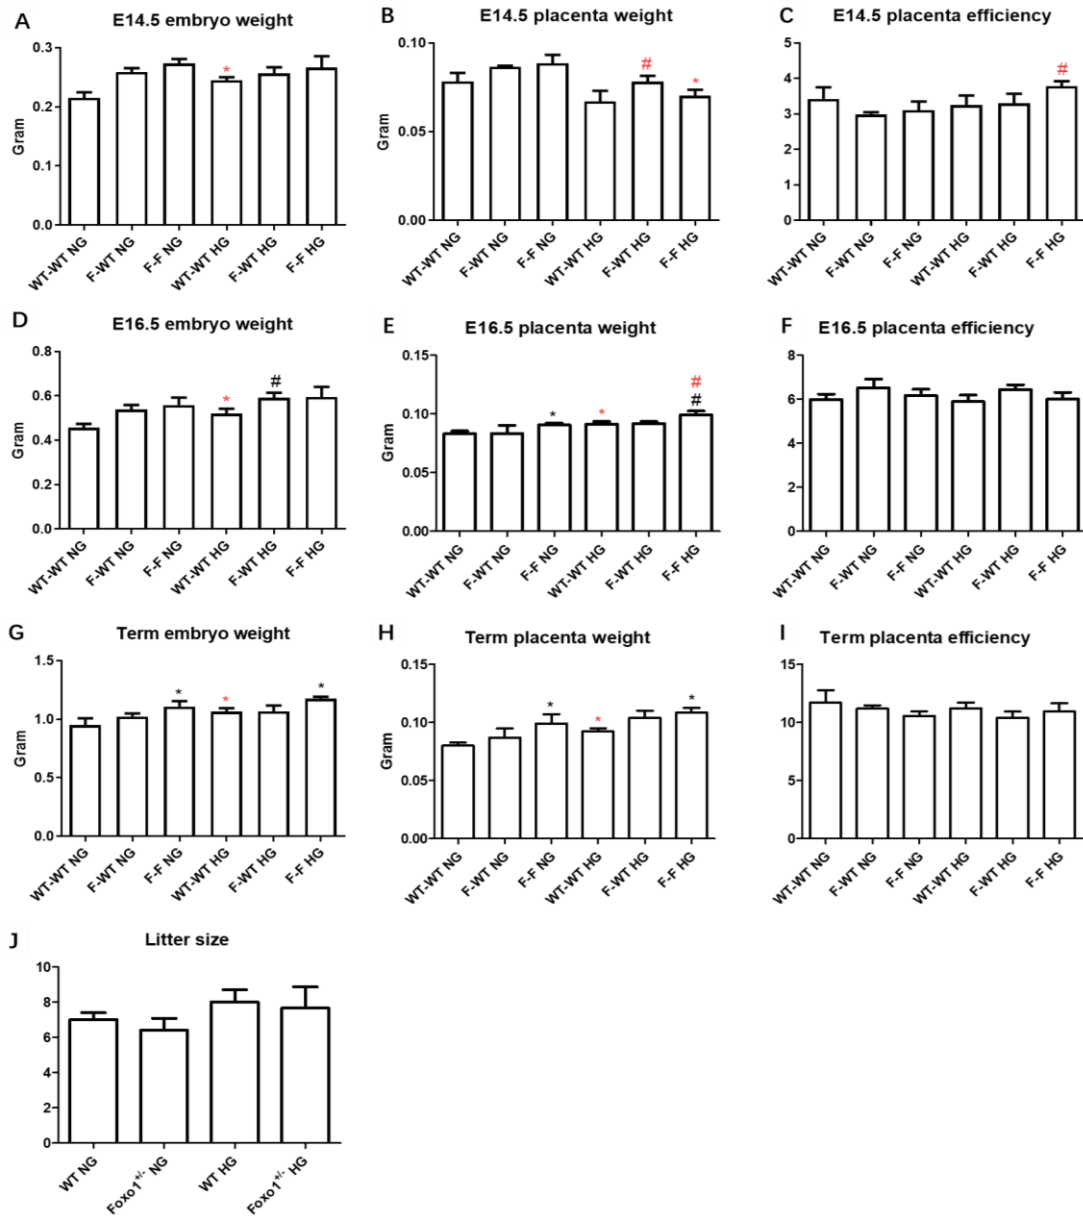 A
E14.5 embryo weight
Gram
0.3
0.2
0.1
0.0
*
WT-WT NG
F-WT NG
F-F NG
WT-WT HG
F-WT HG
F-F HG
B
E14.5 placenta weight
Gram
0.10
0.05
0.00
#
*
WT-WT NG
F-WT NG
F-F NG
WT-WT HG
F-WT HG
F-F HG
C
E14.5 placenta efficiency
5
4
3
2
1
0
#
WT-WT NG
F-WT NG
F-F NG
WT-WT HG
F-WT HG
F-F HG
D
E16.5 embryo weight
Gram
0.8
0.6
0.4
0.2
0.0
*
#
WT-WT NG
F-WT NG
F-F NG
WT-WT HG
F-WT HG
F-F HG
E
E16.5 placenta weight
Gram
0.15
0.10
0.05
0.00
*
*
#
#
WT-WT NG
F-WT NG
F-F NG
WT-WT HG
F-WT HG
F-F HG
F
E16.5 placenta efficiency
8
6
4
2
0
WT-WT NG
F-WT NG
F-F NG
WT-WT HG
F-WT HG
F-F HG
G
Term embryo weight
Gram
1.5
1.0
0.5
0.0
*
*
*
WT-WT NG
F-WT NG
F-F NG
WT-WT HG
F-WT HG
F-F HG
H
Term placenta weight
Gram
0.15
0.10
0.05
0.00
*
*
*
WT-WT NG
F-WT NG
F-F NG
WT-WT HG
F-WT HG
F-F HG
I
Term placenta efficiency
15
10
5
0
WT-WT NG
F-WT NG
F-F NG
WT-WT HG
F-WT HG
F-F HG
J
Litter size
10
8
6
4
2
0
WT NG
Foxo1+/- NG
WT HG
Foxo1+/- HG